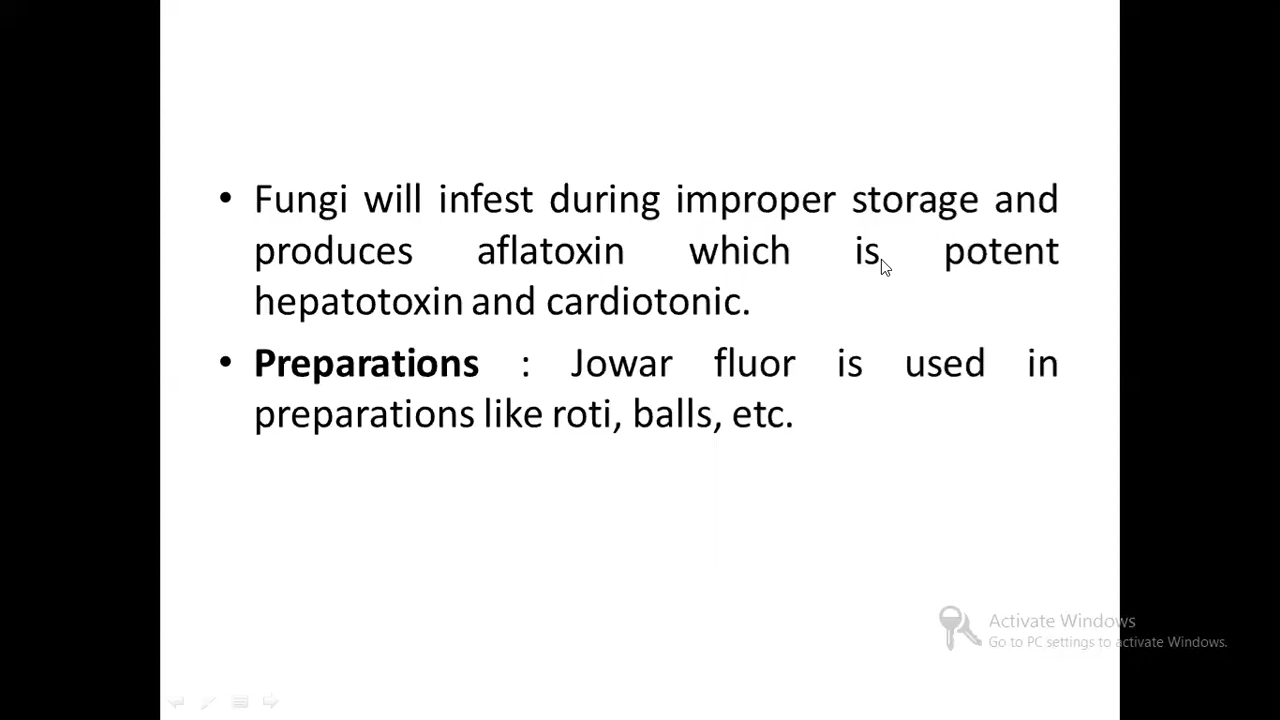 • Fungi will infest during improper storage and
produces aflatoxin which is potent
hepatotoxin and cardiotonic.
• Preparations : Jowar fluor is used in
preparations like roti, balls, etc.
Activate Windows
Go to PC settings to activate Windows.